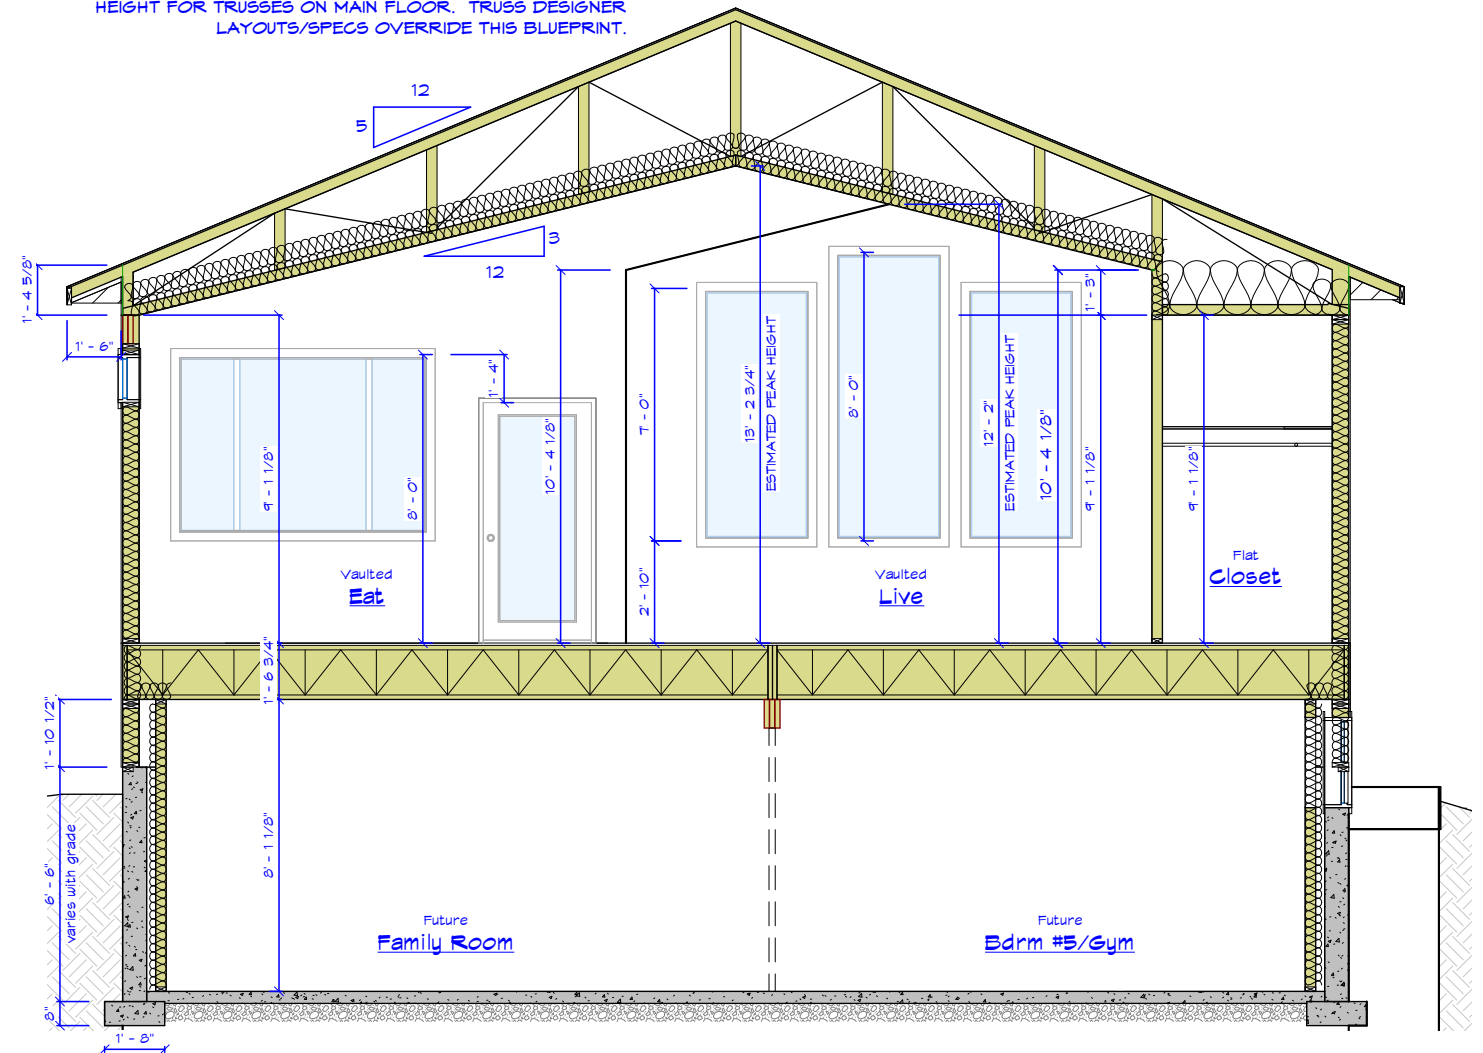 HEIGHT FOR TRUSSES ON MAIN FLOOR. TRUSS DESIGNER
LAYOUTS/SPECS OVERRIDE THIS BLUEPRINT.
12
5
3
12
1' - 4 5/8"
1' - 6"
1' - 3"
1' - 4"
7' - 0"
8' - 0"
13' - 2 3/4"
ESTIMATED PEAK HEIGHT
12' - 2"
ESTIMATED PEAK HEIGHT
10' - 4 1/8"
9' - 1 1/8"
9' - 1 1/8"
9' - 1 1/8"
8' - 0"
10' - 4 1/8"
2' - 10"
Vaulted
Eat
Vaulted
Live
Flat
Closet
1' - 6 3/4"
1' - 10 1/2"
8' - 1 1/8"
6' - 6"
varies with grade
Future
Family Room
Future
Bdrm #5/Gym
8"
1' - 8"